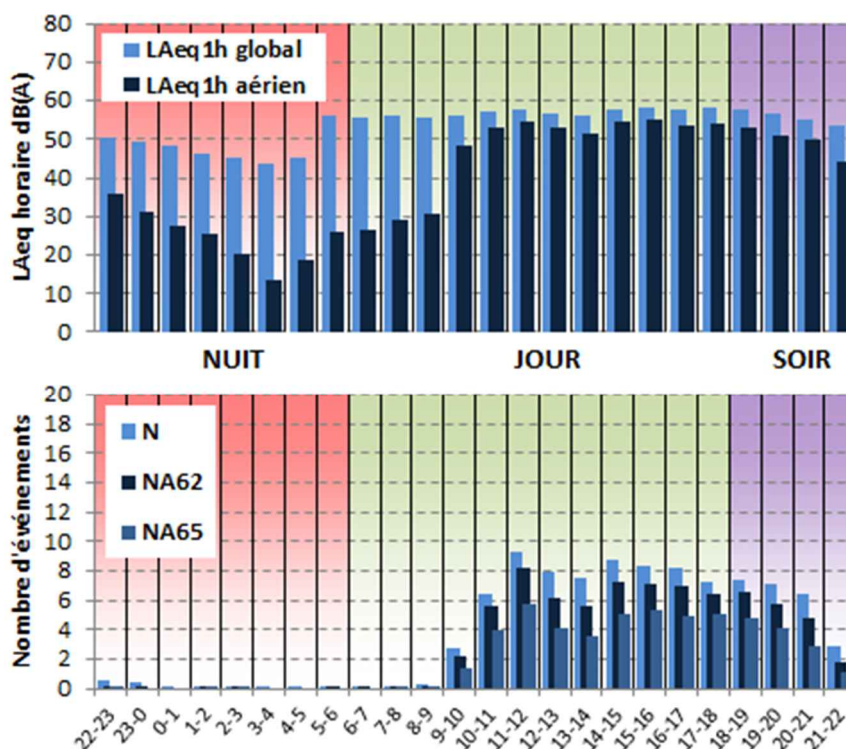 80
70
60
50
40
30
20
10
0
LAeq horaire dB(A)
LAeq1h global
LAeq1h aérien
NUIT JOUR SOIR
20
18
16
14
12
10
8
6
4
2
0
Nombre d'événements
N
NA62
NA65
22-23 23-0 0-1 1-2 2-3 3-4 4-5 5-6 6-7 7-8 8-9 9-10 10-11 11-12 12-13 13-14 14-15 15-16 16-17 17-18 18-19 19-20 20-21 21-22